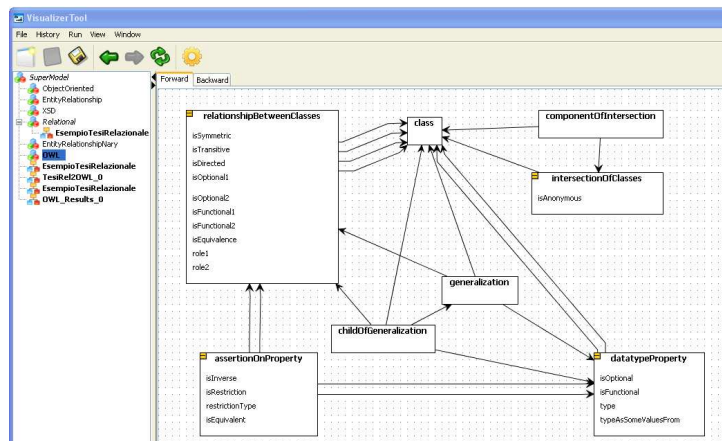 Visualizer Tool
File History Run View Window
SuperModel
ObjectOriented
EntityRelationship
XSD
Relational
EsempioTesiRelazionale
EntityRelationshipNary
OWL
EsempioTesiRelazionale
TesiRel2OWL_0
EsempioTesiRelazionale
OWL_Results_0
Forward Backward
relationshipBetweenClasses
isSymmetric
isTransitive
isDirected
isOptional1
isOptional2
isFunctional1
isFunctional2
isEquivalence
role1
role2
class
componentOfIntersection
intersectionOfClasses
isAnonymous
generalization
childOfGeneralization
assertionOnProperty
isInverse
isRestriction
restrictionType
isEquivalent
datatypeProperty
isOptional
isFunctional
type
typeAsSomeValuesFrom